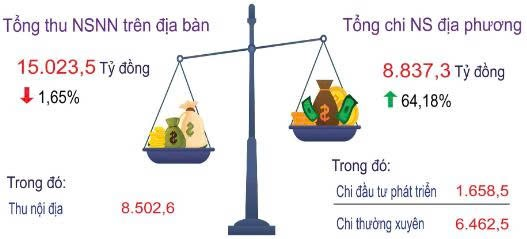 Tổng thu NSNN trên địa bàn
15.023,5 Tỷ đồng
1,65%
Trong đó:
Thu nội địa 8.502,6
Tổng chi NS địa phương
8.837,3 Tỷ đồng
64,18%
Trong đó:
Chi đầu tư phát triển 1.658,5
Chi thường xuyên 6.462,5